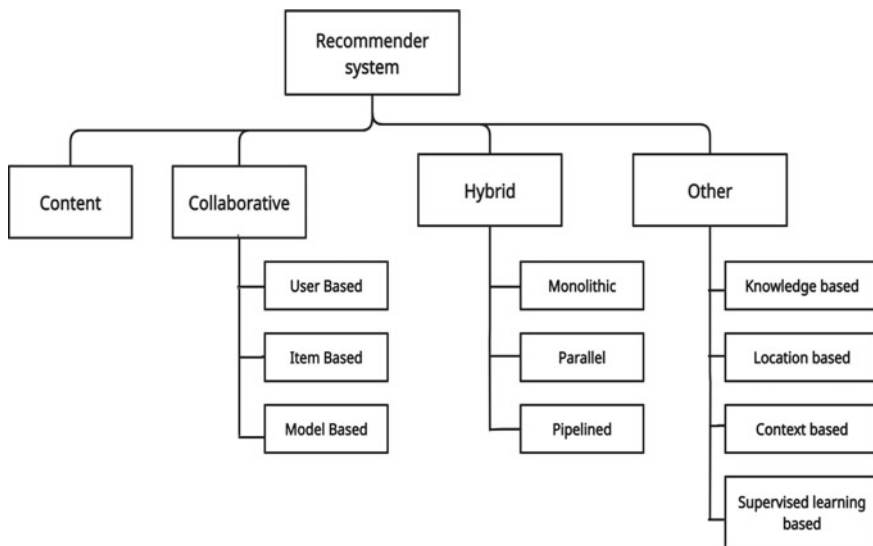 Recommender
system
Content
Collaborative
Hybrid
Other
User Based
Item Based
Model Based
Monolithic
Parallel
Pipelined
Knowledge based
Location based
Context based
Supervised learning
based